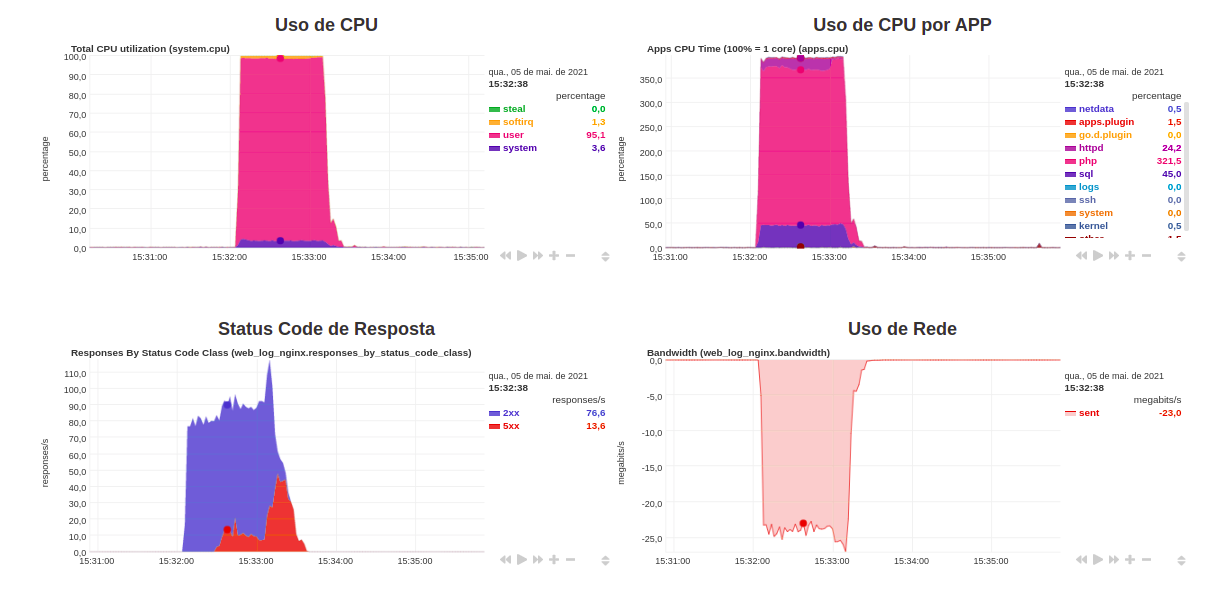 Uso de CPU
Total CPU utilization (system.cpu)
100,0
90,0
80,0
70,0
60,0
50,0
40,0
30,0
20,0
10,0
0,0
percentage
15:31:00
15:32:00
15:33:00
15:34:00
15:35:00
qua., 05 de mai. de 2021
15:32:38
percentage
steal 0,0
softirq 1,3
user 95,1
system 3,6
Uso de CPU por APP
Apps CPU Time (100% = 1 core) (apps.cpu)
350,0
300,0
250,0
200,0
150,0
100,0
50,0
0,0
percentage
15:31:00
15:32:00
15:33:00
15:34:00
15:35:00
qua., 05 de mai. de 2021
15:32:38
percentage
netdata 0,5
apps.plugin 1,5
go.d.plugin 0,0
httpd 24,2
php 321,5
sql 45,0
logs 0,0
ssh 0,0
system 0,0
kernel 0,5
Status Code de Resposta
Responses By Status Code Class (web_log_nginx.responses_by_status_code_class)
110,0
100,0
90,0
80,0
70,0
60,0
50,0
40,0
30,0
20,0
10,0
0,0
responses/s
15:31:00
15:32:00
15:33:00
15:34:00
15:35:00
qua., 05 de mai. de 2021
15:32:38
responses/s
2xx 76,6
5xx 13,6
Uso de Rede
Bandwidth (web_log_nginx.bandwidth)
0,0
-5,0
-10,0
-15,0
-20,0
-25,0
megabits/s
15:31:00
15:32:00
15:33:00
15:34:00
15:35:00
qua., 05 de mai. de 2021
15:32:38
megabits/s
sent -23,0